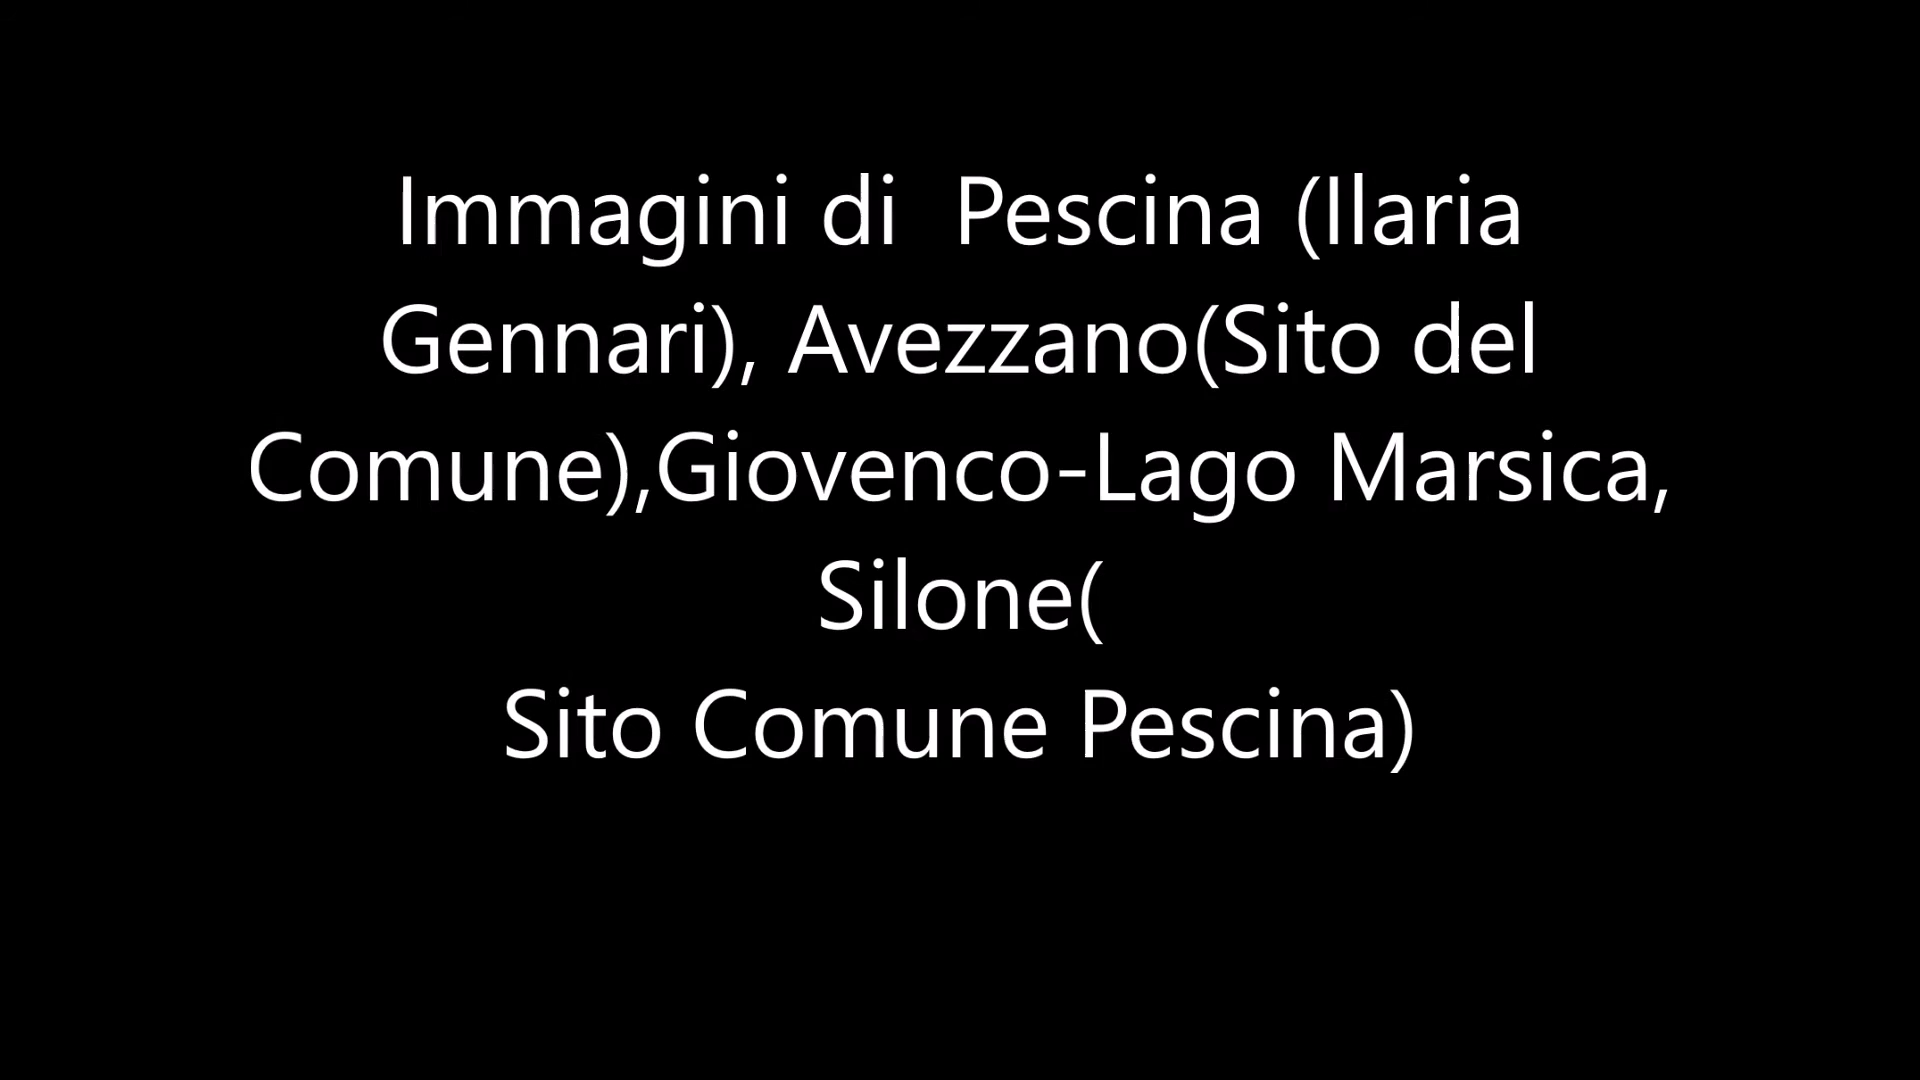 Immagini di  Pescina (Ilaria
Gennari), Avezzano(Sito del
Comune),Giovenco-Lago Marsica,
Silone(
Sito Comune Pescina)